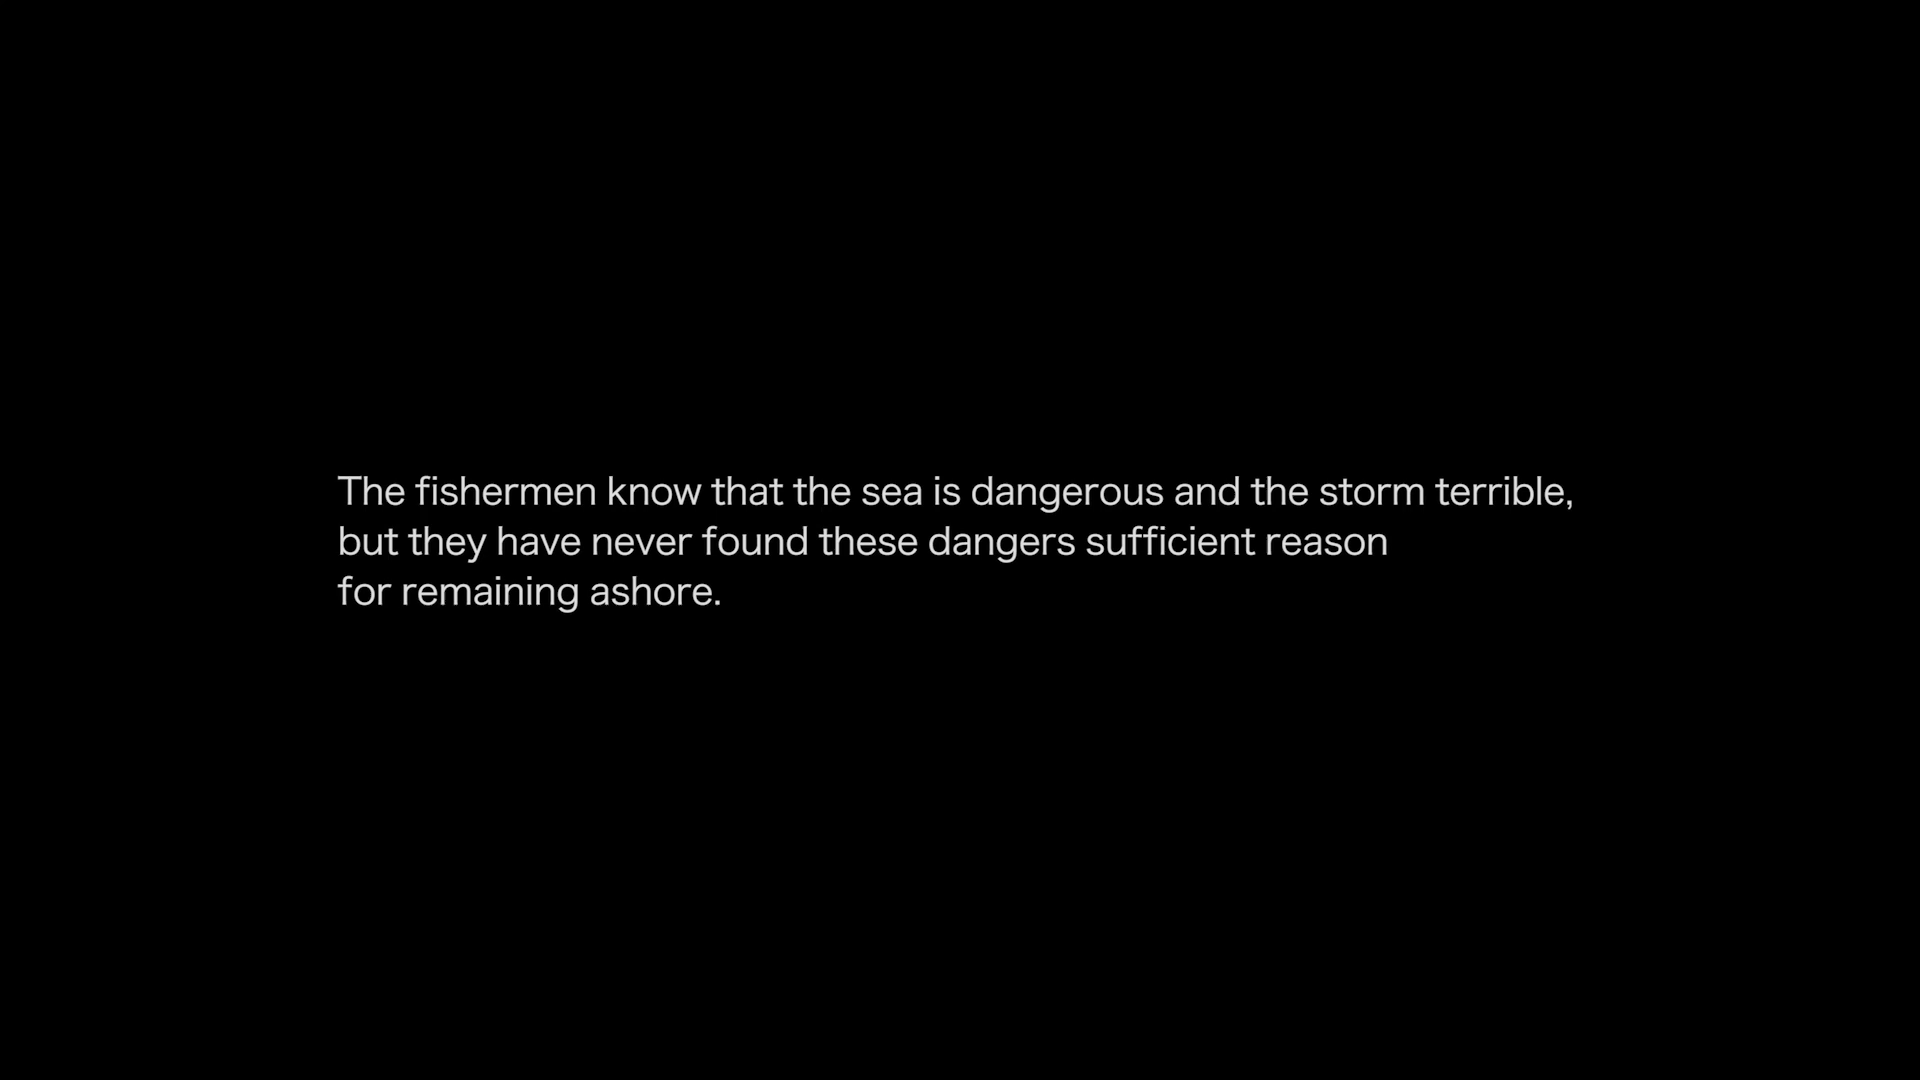 The fishermen know that the sea is dangerous and the storm terrible,
but they have never found these dangers sufficient reason
for remaining ashore.